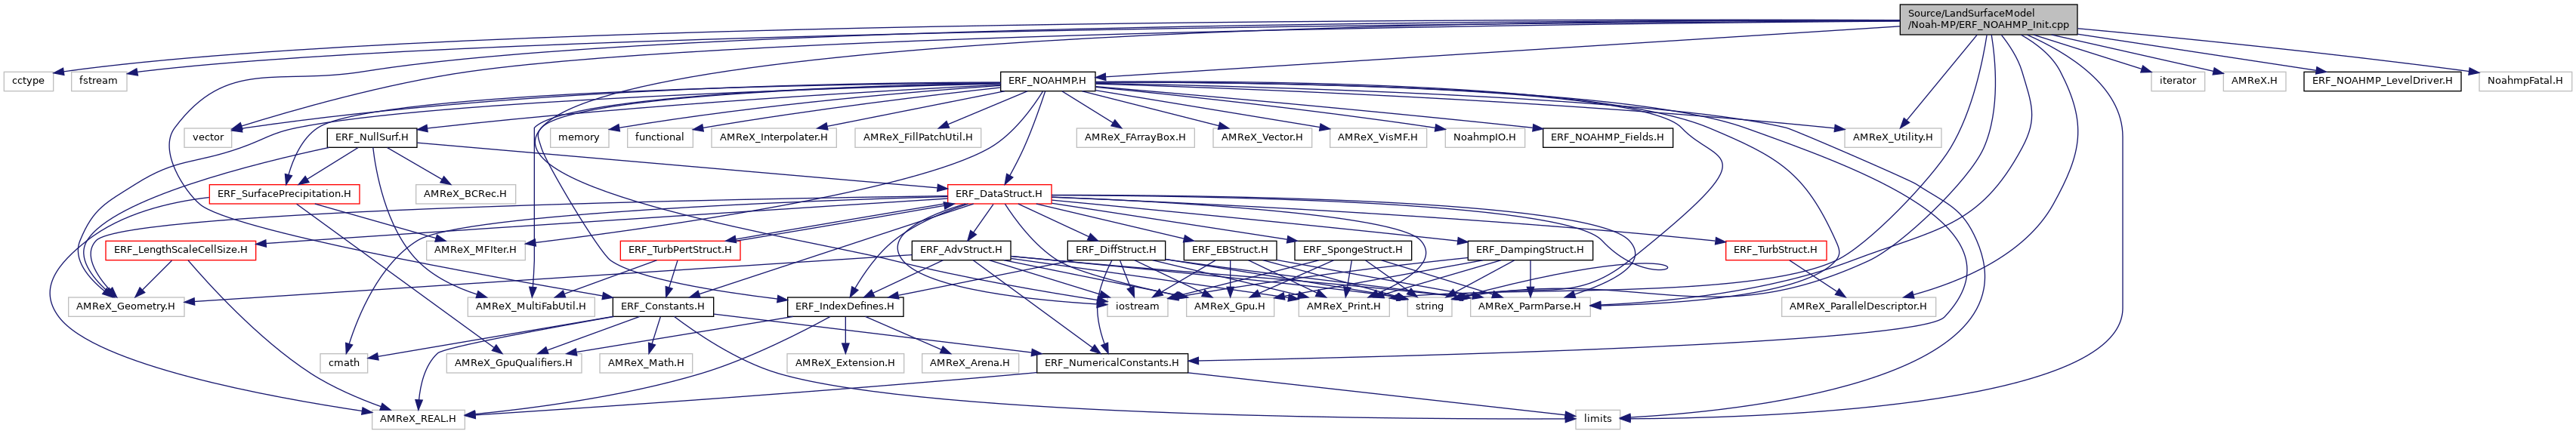 Source/LandSurfaceModel
/Noah-MP/ERF_NOAHMP_Init.cpp
cctype
fstream
ERF_NOAHMP.H
iterator
AMReX.H
ERF_NOAHMP_LevelDriver.H
NoahmpFatal.H
vector
ERF_NullSurf.H
memory
functional
AMReX_Interpolater.H
AMReX_FillPatchUtil.H
AMReX_FArrayBox.H
AMReX_Vector.H
AMReX_VisMF.H
NoahmpIO.H
ERF_NOAHMP_Fields.H
AMReX_Utility.H
ERF_SurfacePrecipitation.H
AMReX_BCRec.H
ERF_DataStruct.H
ERF_LengthScaleCellSize.H
AMReX_MFIter.H
ERF_TurbPertStruct.H
ERF_AdvStruct.H
ERF_DiffStruct.H
ERF_EBStruct.H
ERF_SpongeStruct.H
ERF_DampingStruct.H
ERF_TurbStruct.H
AMReX_Geometry.H
AMReX_MultiFabUtil.H
ERF_Constants.H
ERF_IndexDefines.H
iostream
AMReX_Gpu.H
AMReX_Print.H
string
AMReX_ParmParse.H
AMReX_ParallelDescriptor.H
cmath
AMReX_GpuQualifiers.H
AMReX_Math.H
AMReX_Extension.H
AMReX_Arena.H
ERF_NumericalConstants.H
AMReX_REAL.H
limits